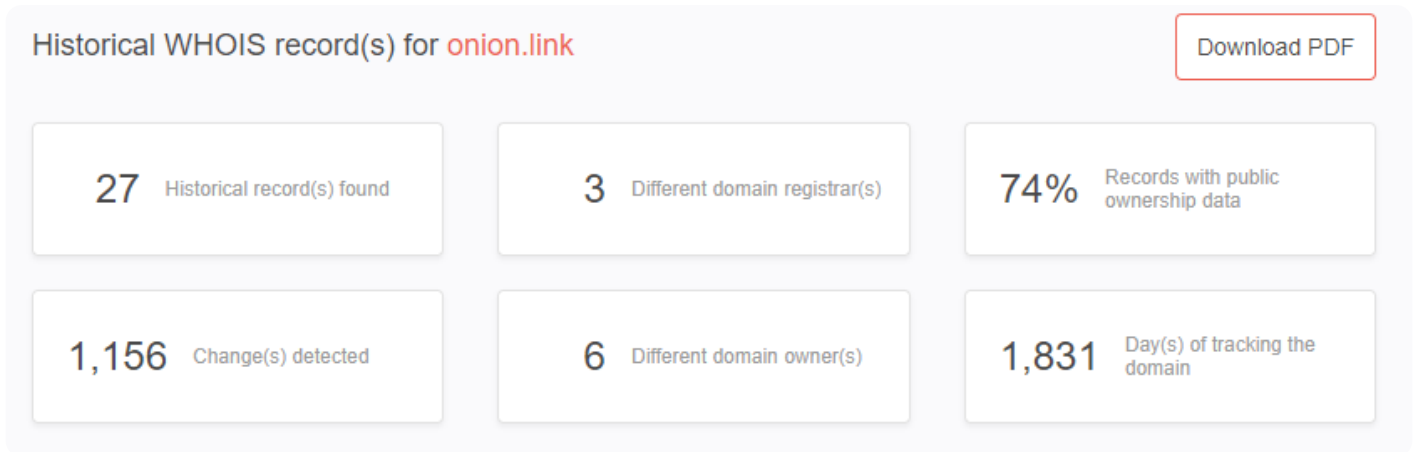 Historical WHOIS record(s) for onion.link
Download PDF
27 Historical record(s) found
3 Different domain registrar(s)
74% Records with public
ownership data
1,156 Change(s) detected
6 Different domain owner(s)
1,831 Day(s) of tracking the
domain